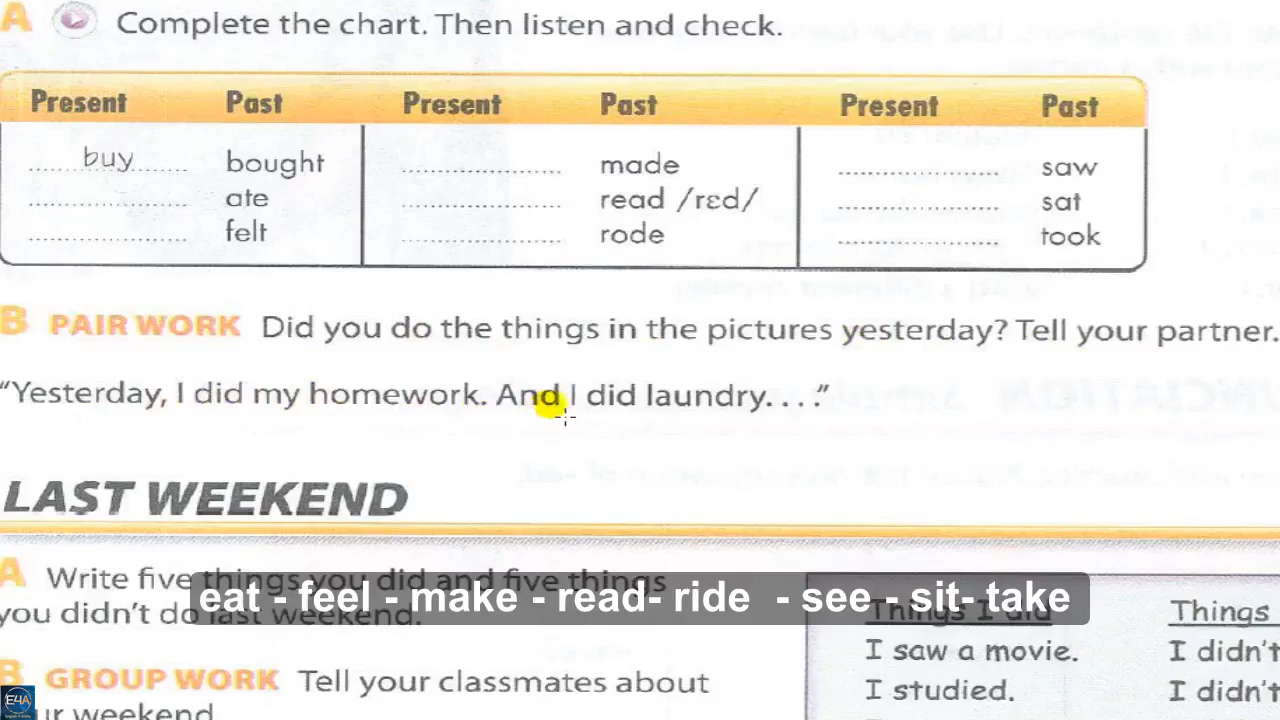 A Complete the chart. Then listen and check.
Present Past Present Past Present Past
buy bought made saw
ate read /rɛd/ sat
felt rode took
B PAIR WORK Did you do the things in the pictures yesterday? Tell your partner.
“Yesterday, I did my homework. And I did laundry. . . .”
LAST WEEKEND
A Write five things you did and five things
you didn’t do last weekend.
eat - feel - make - read- ride - see - sit- take
B GROUP WORK Tell your classmates about
ur weekend.
Things I did Things
I saw a movie. I didn’t
I studied. I didn’t
E4A